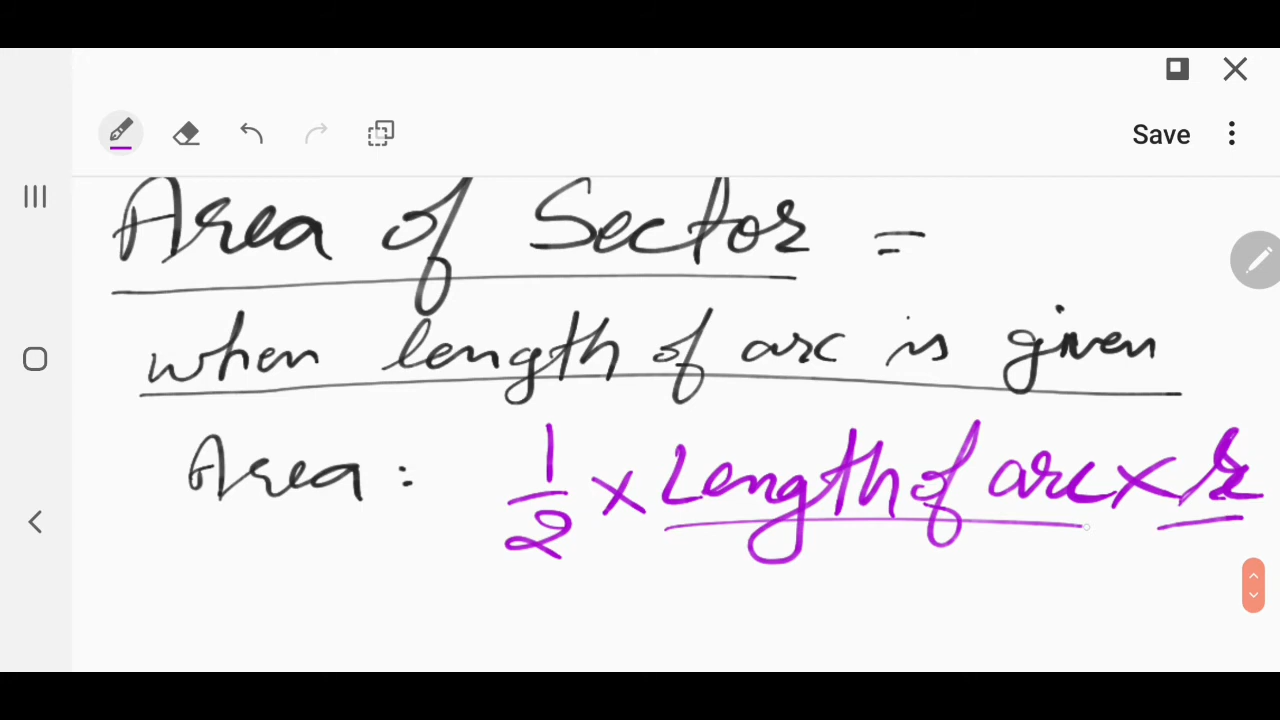 Save
Area of Sector =
when length of arc is given
Area : 1/2 × Length of arc × r